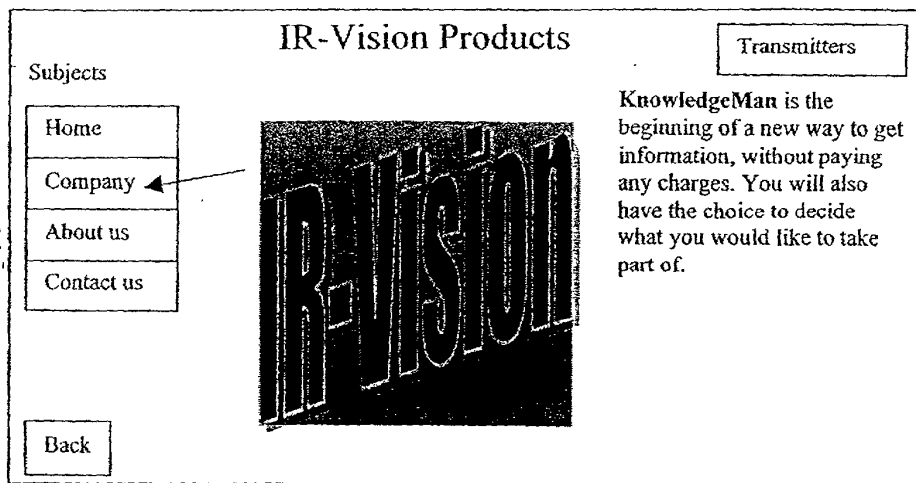 IR-Vision Products
Transmitters
Subjects
Home
Company
About us
Contact us
Back
IR-Vision
KnowledgeMan is the
beginning of a new way to get
information, without paying
any charges. You will also
have the choice to decide
what you would like to take
part of.